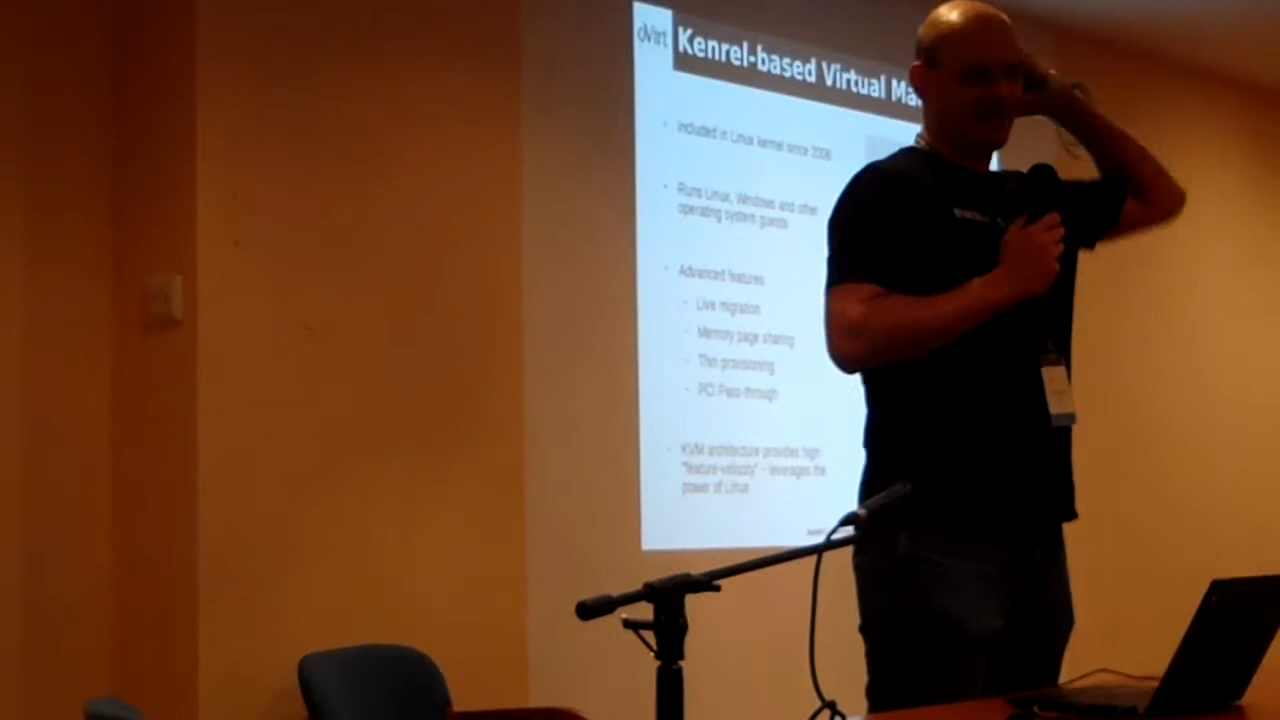 oVirt
Kenrel-based Virtual Ma
Included in Linux kernel since 2006
Runs Linux, Windows and other
operating system guests
Advanced features
Live migration
Memory page sharing
Thin provisioning
PCI Pass-through
KVM architecture provides high
"feature-velocity" - leverages the
power of Linux